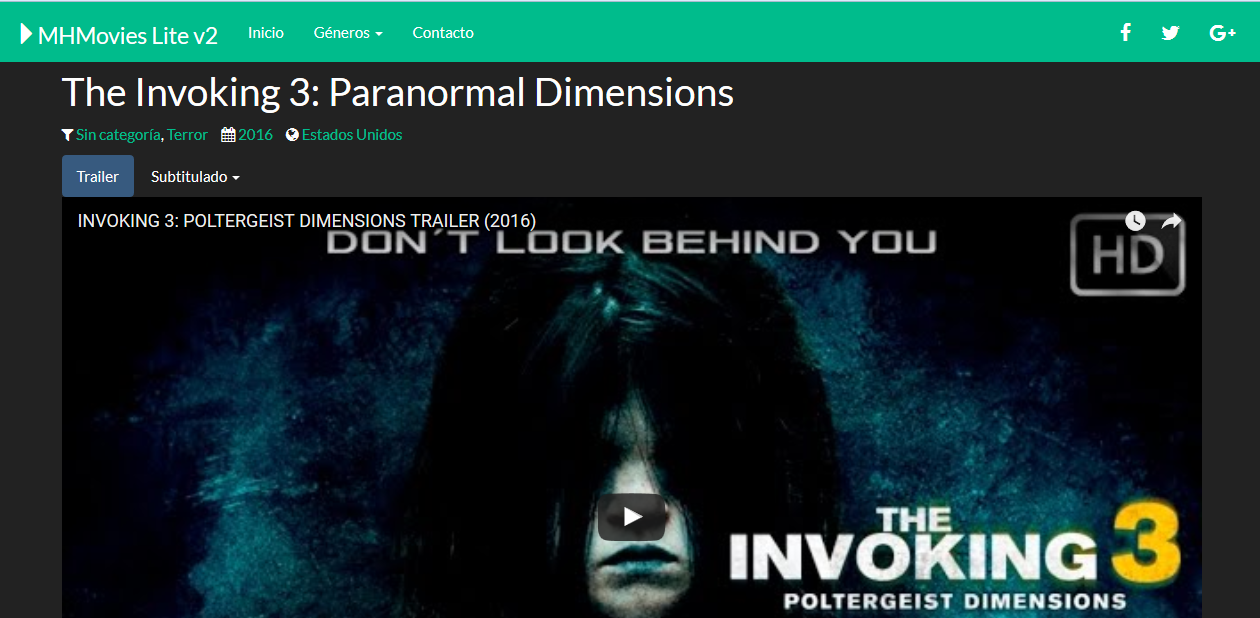 MHMovies Lite v2 Inicio Géneros Contacto
The Invoking 3: Paranormal Dimensions
Sin categoría, Terror 2016 Estados Unidos
Trailer Subtitulado
INVOKING 3: POLTERGEIST DIMENSIONS TRAILER (2016)
DON´T LOOK BEHIND YOU
HD
THE
INVOKING 3
POLTERGEIST DIMENSIONS